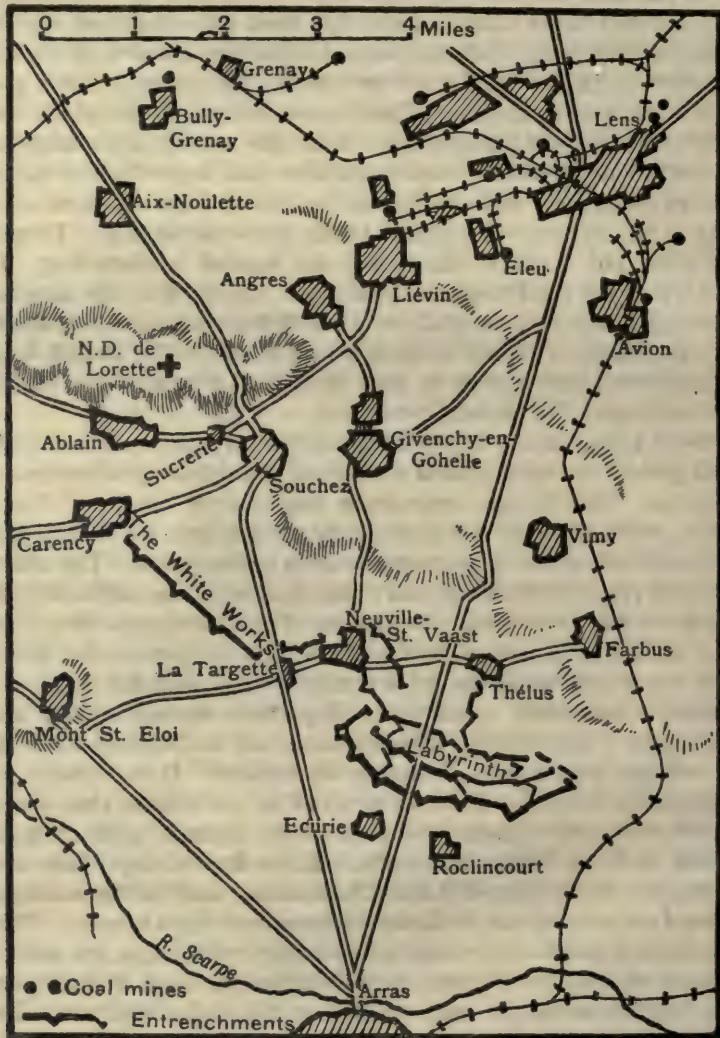 0 1 2 3 4 Miles
Grenay
Bully-
Grenay
Lens
Aix-Noulette
Angres
Liévin
Eleu
Avion
N.D. de
Lorette
Ablain
Sucrerie
Givenchy-en-
Gohelle
Souchez
Carency
Vimy
The White Works
Neuville-
St. Vaast
La Targette
Farbus
Thélus
Mont St. Eloi
Labyrinth
Ecurie
Roclincourt
R. Scarpe
Arras
Coal mines
Entrenchments